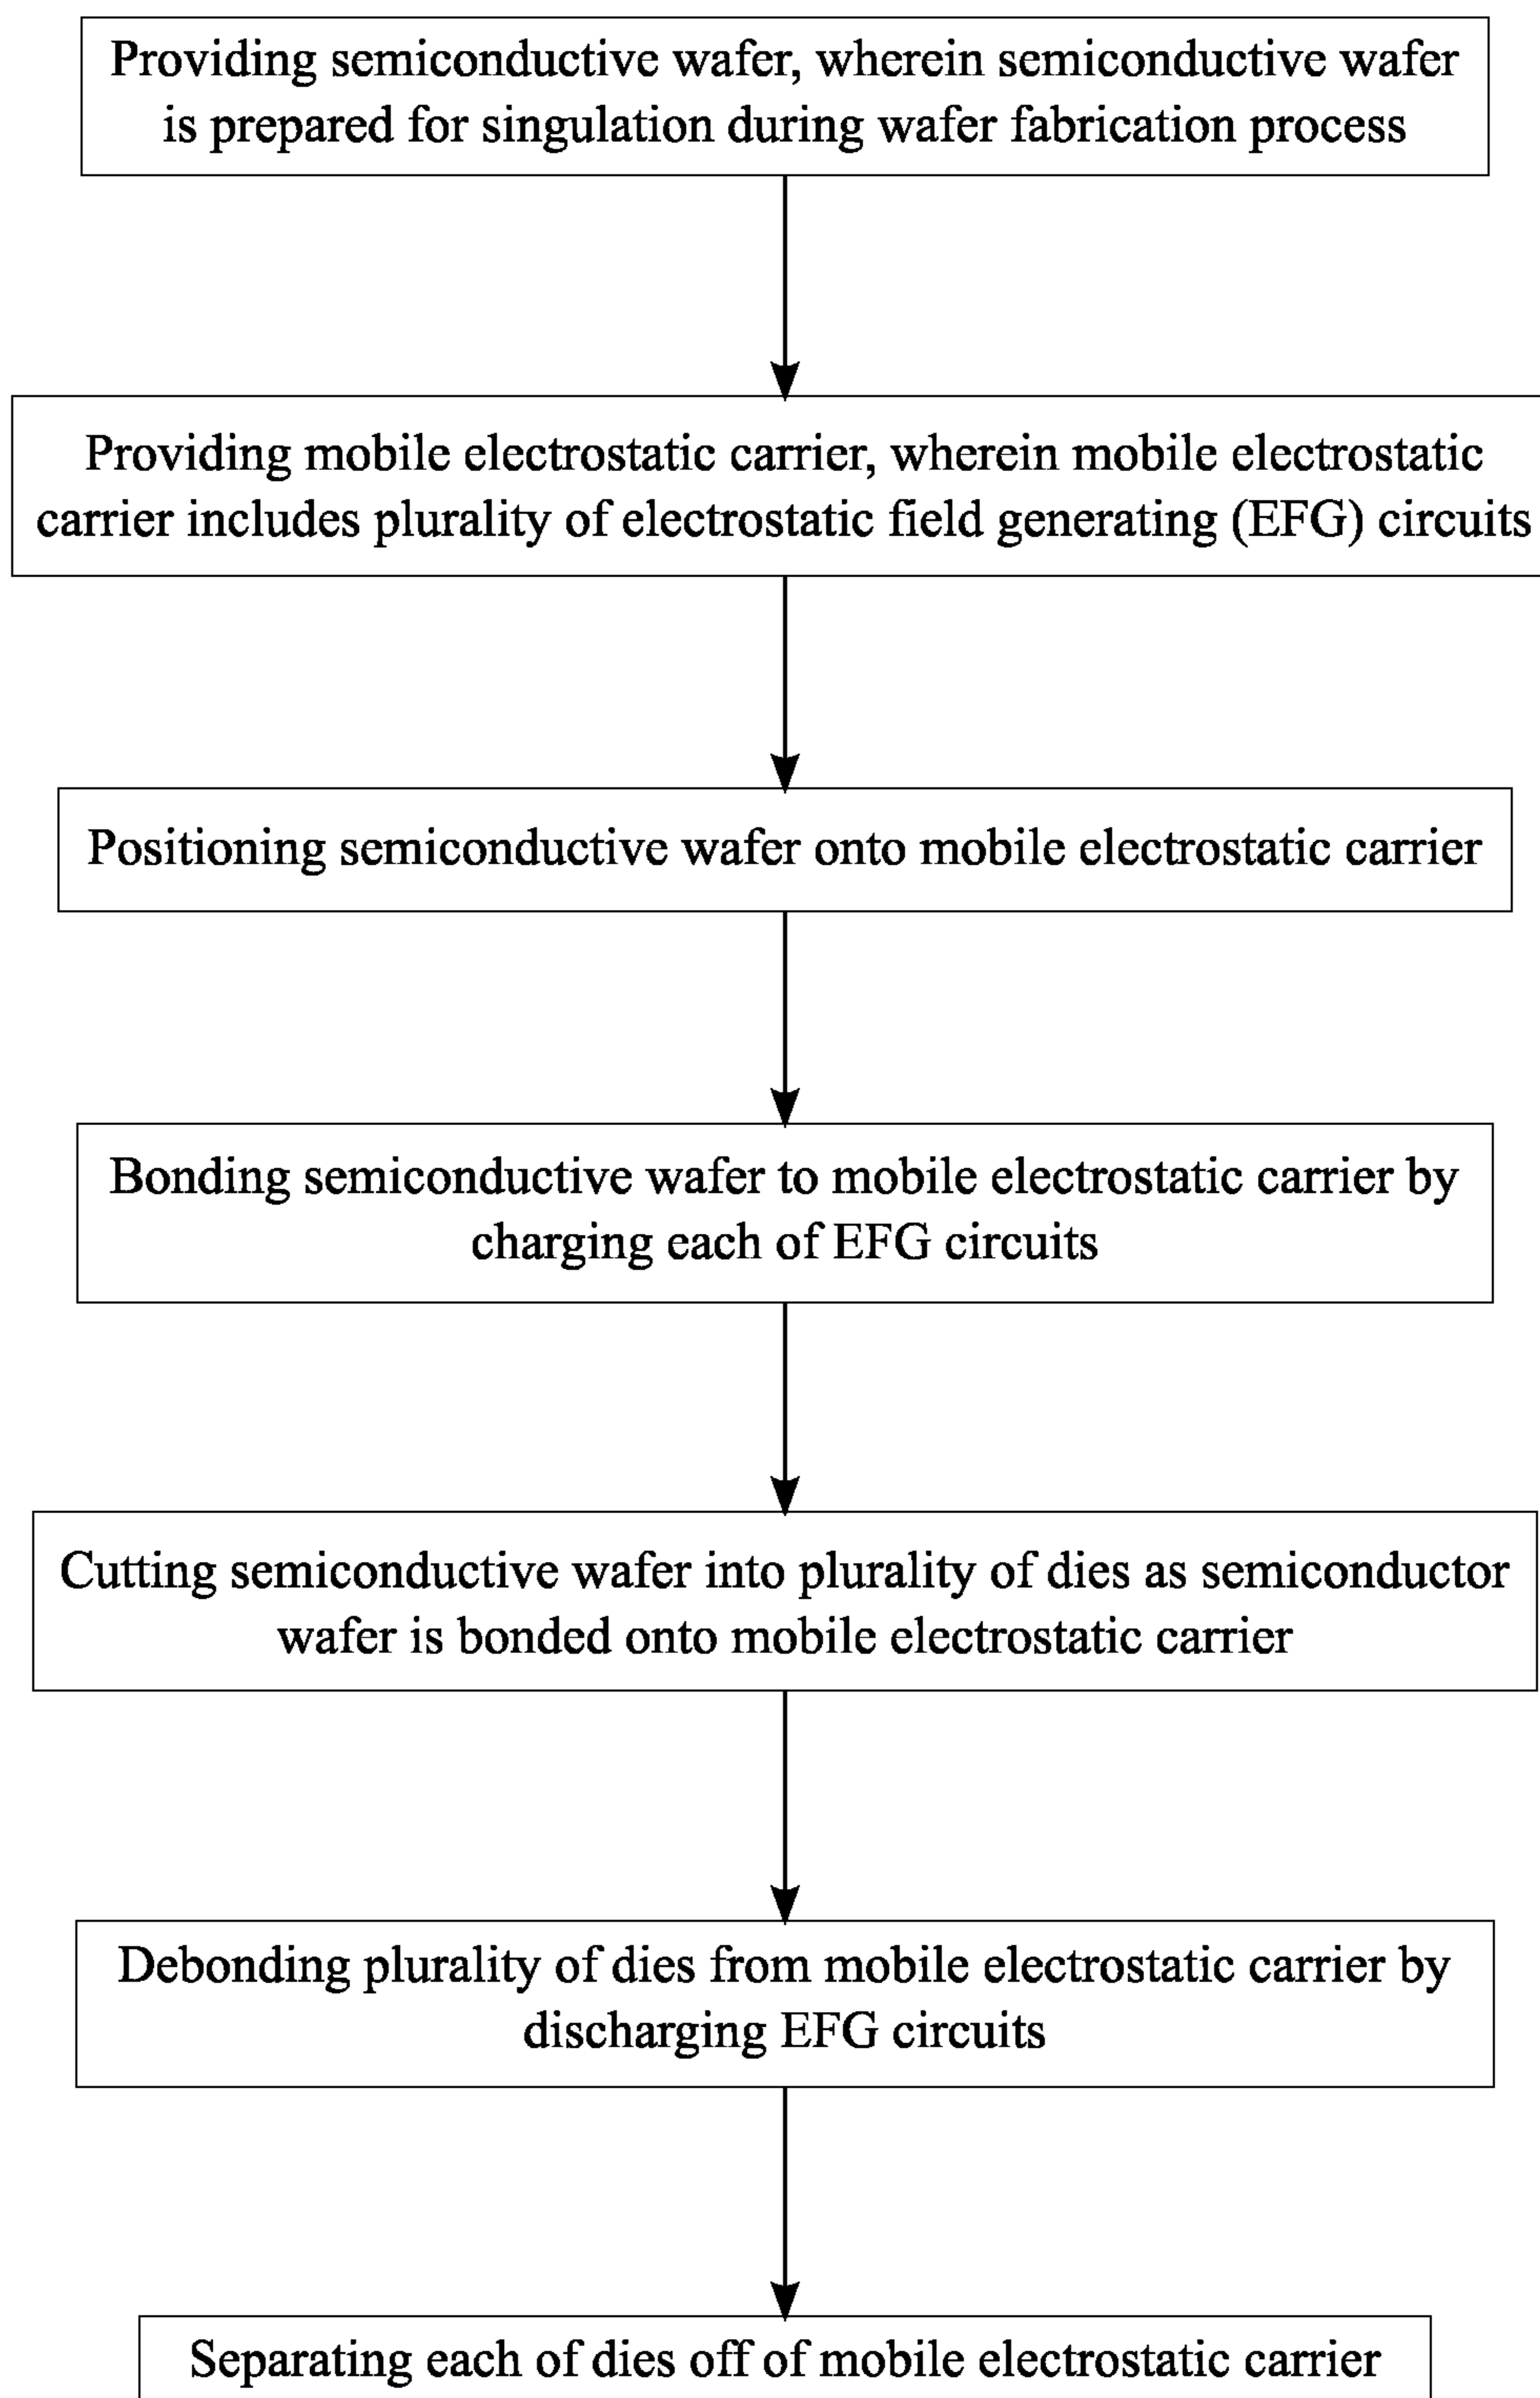 Providing semiconductive wafer, wherein semiconductive wafer
is prepared for singulation during wafer fabrication process
Providing mobile electrostatic carrier, wherein mobile electrostatic
carrier includes plurality of electrostatic field generating (EFG) circuits
Positioning semiconductive wafer onto mobile electrostatic carrier
Bonding semiconductive wafer to mobile electrostatic carrier by
charging each of EFG circuits
Cutting semiconductive wafer into plurality of dies as semiconductor
wafer is bonded onto mobile electrostatic carrier
Debonding plurality of dies from mobile electrostatic carrier by
discharging EFG circuits
Separating each of dies off of mobile electrostatic carrier